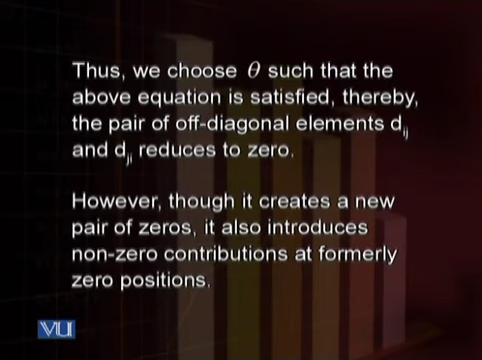 Thus, we choose θ such that the
above equation is satisfied, thereby,
the pair of off-diagonal elements dij
and dji reduces to zero.
However, though it creates a new
pair of zeros, it also introduces
non-zero contributions at formerly
zero positions.
VU